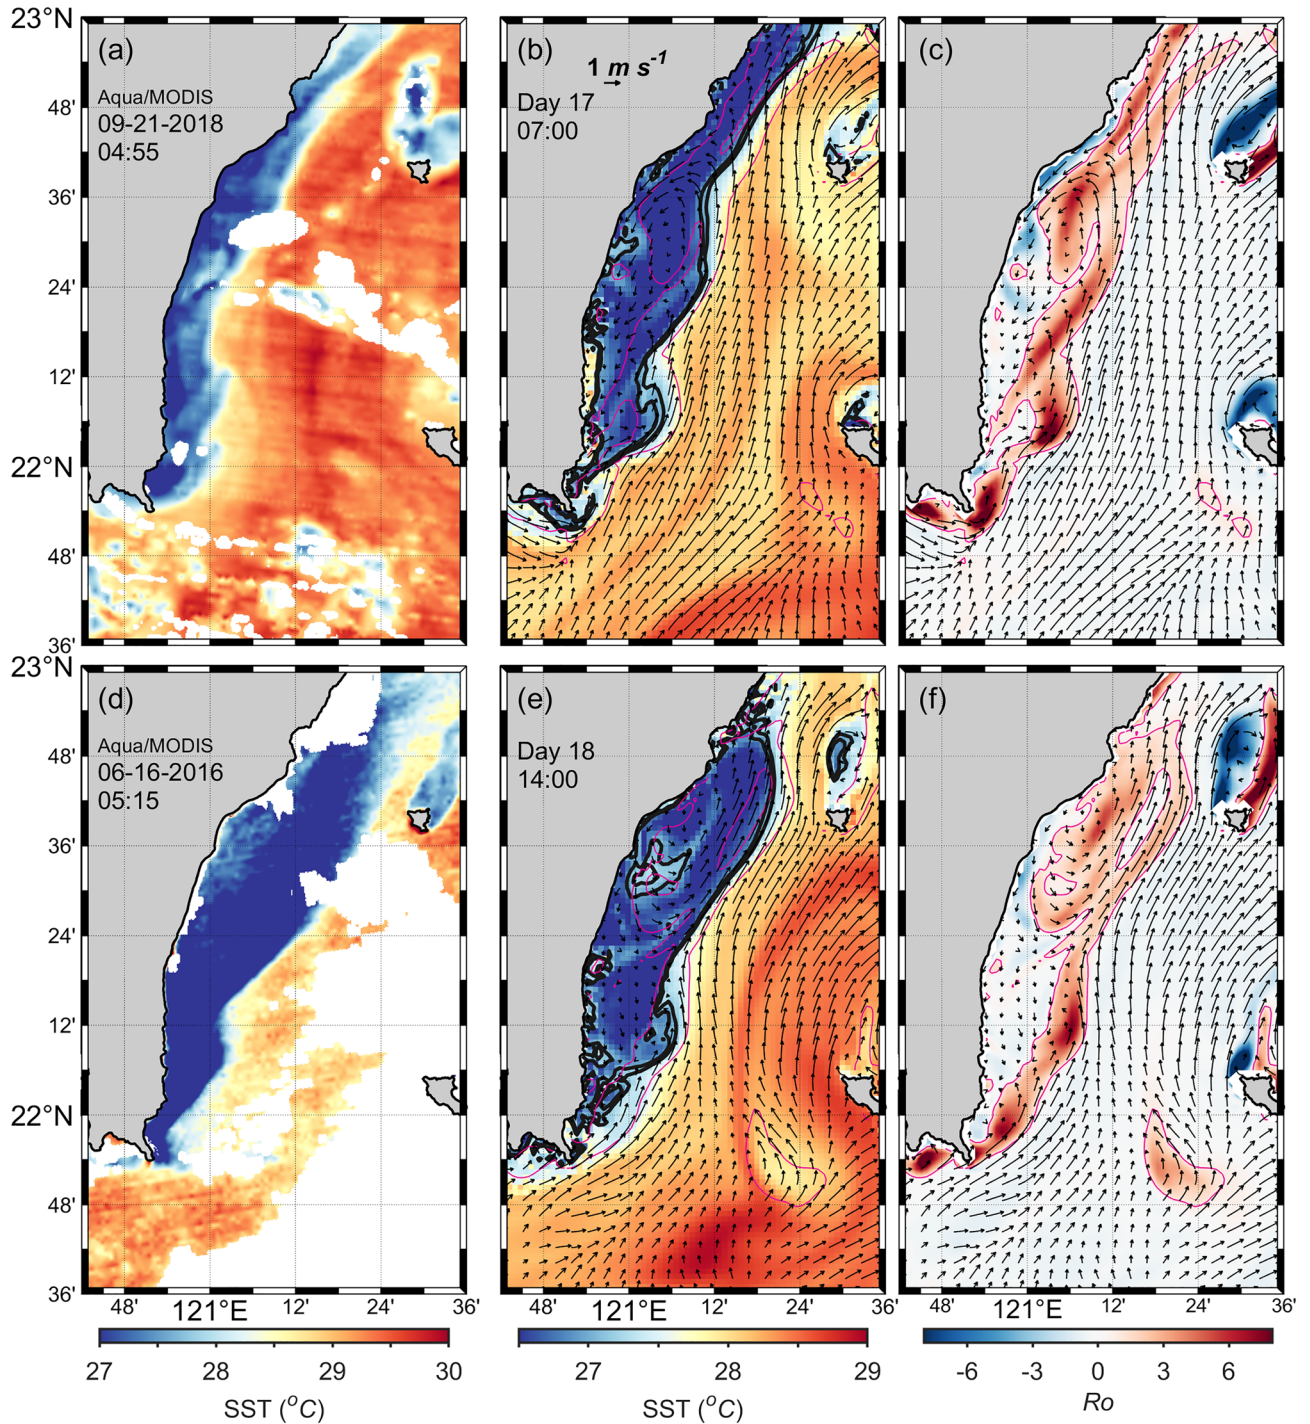 23°N
(a)
Aqua/MODIS
09-21-2018
04:55
48'
36'
24'
12'
22°N
48'
36'
(b)
1 m s⁻¹
Day 17
07:00
(c)
23°N
(d)
Aqua/MODIS
06-16-2016
05:15
48'
36'
24'
12'
22°N
48'
36'
(e)
Day 18
14:00
(f)
48' 121°E 12' 24' 36'
48' 121°E 12' 24' 36'
48' 121°E 12' 24' 36'
27 28 29 30
SST (°C)
27 28 29
SST (°C)
-6 -3 0 3 6
Ro